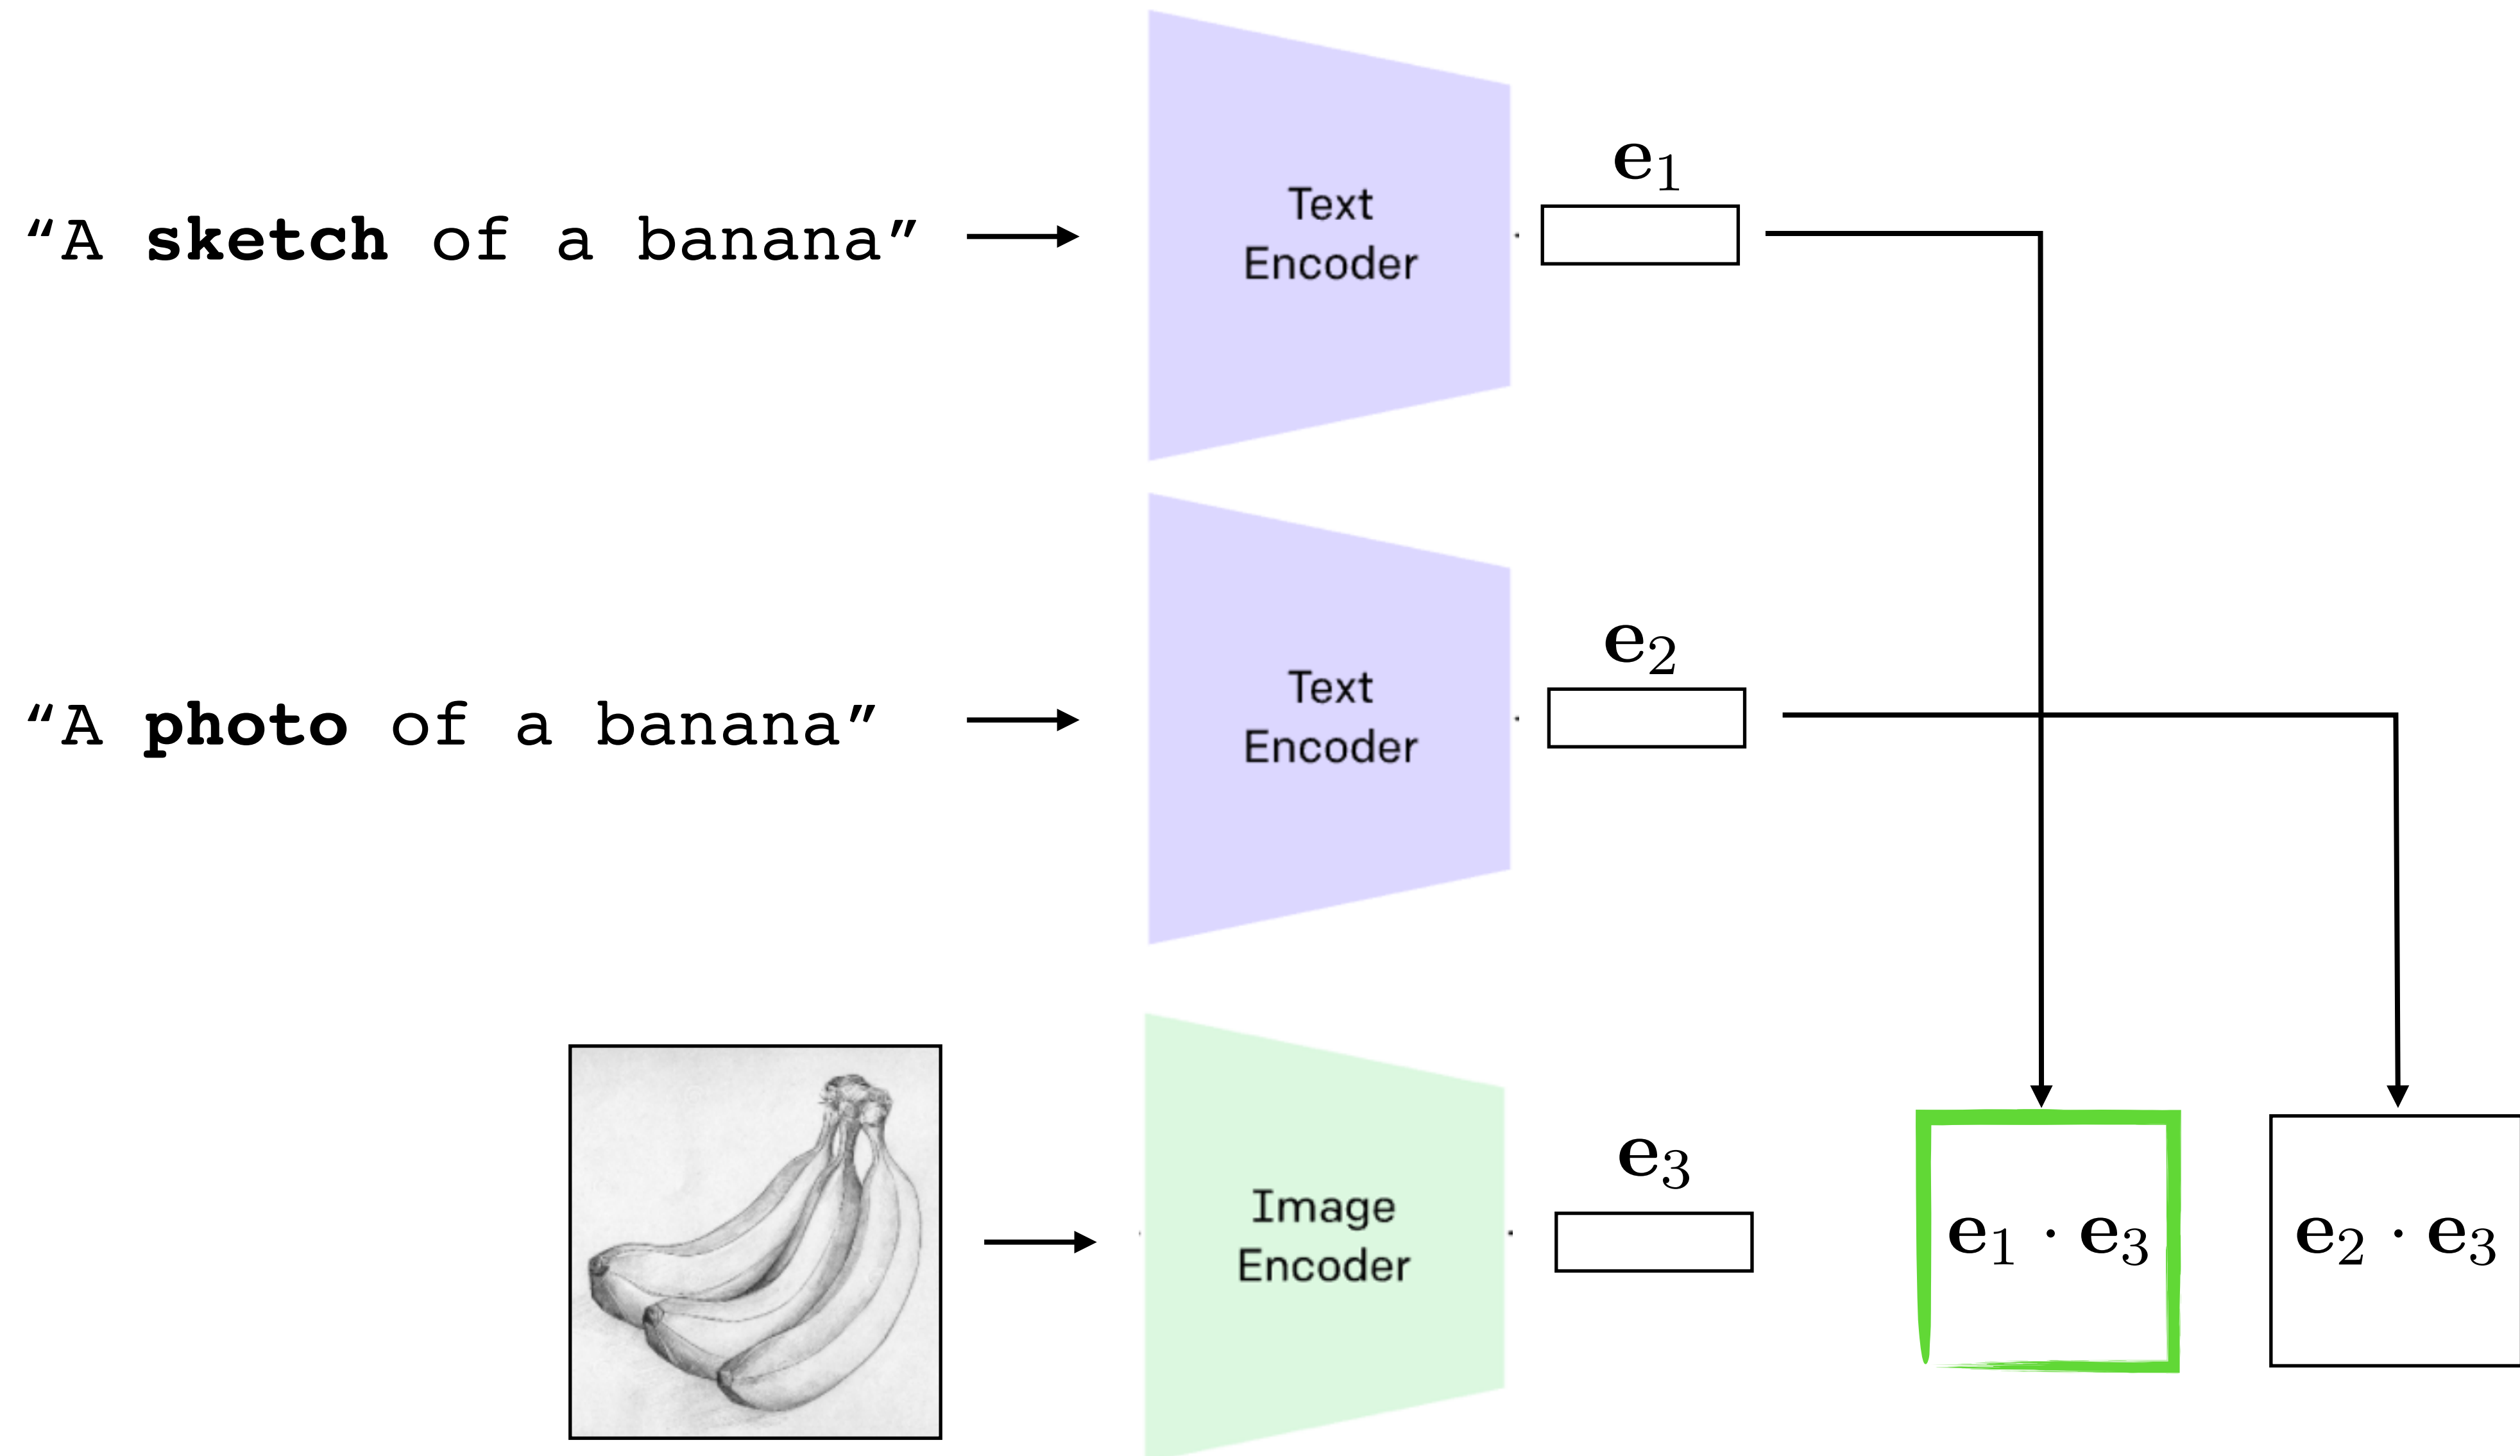 “A sketch of a banana”
Text
Encoder
e₁
“A photo of a banana”
Text
Encoder
e₂
Image
Encoder
e₃
e₁ · e₃
e₂ · e₃